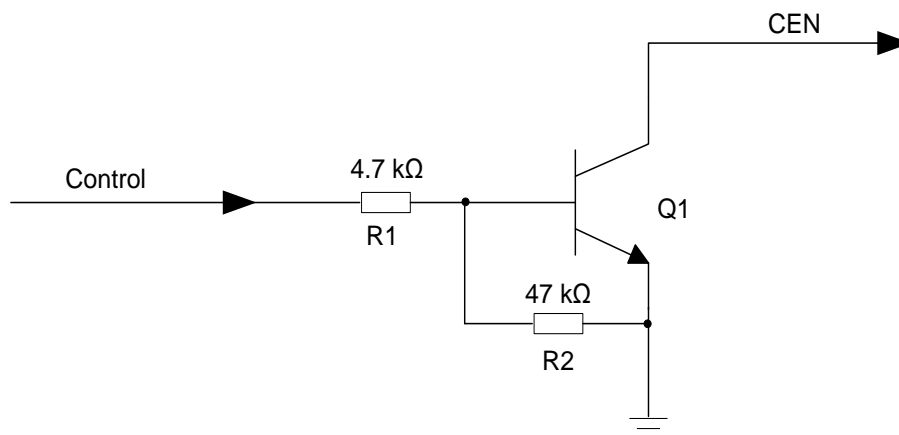 CEN
Control
4.7 kΩ
R1
Q1
47 kΩ
R2